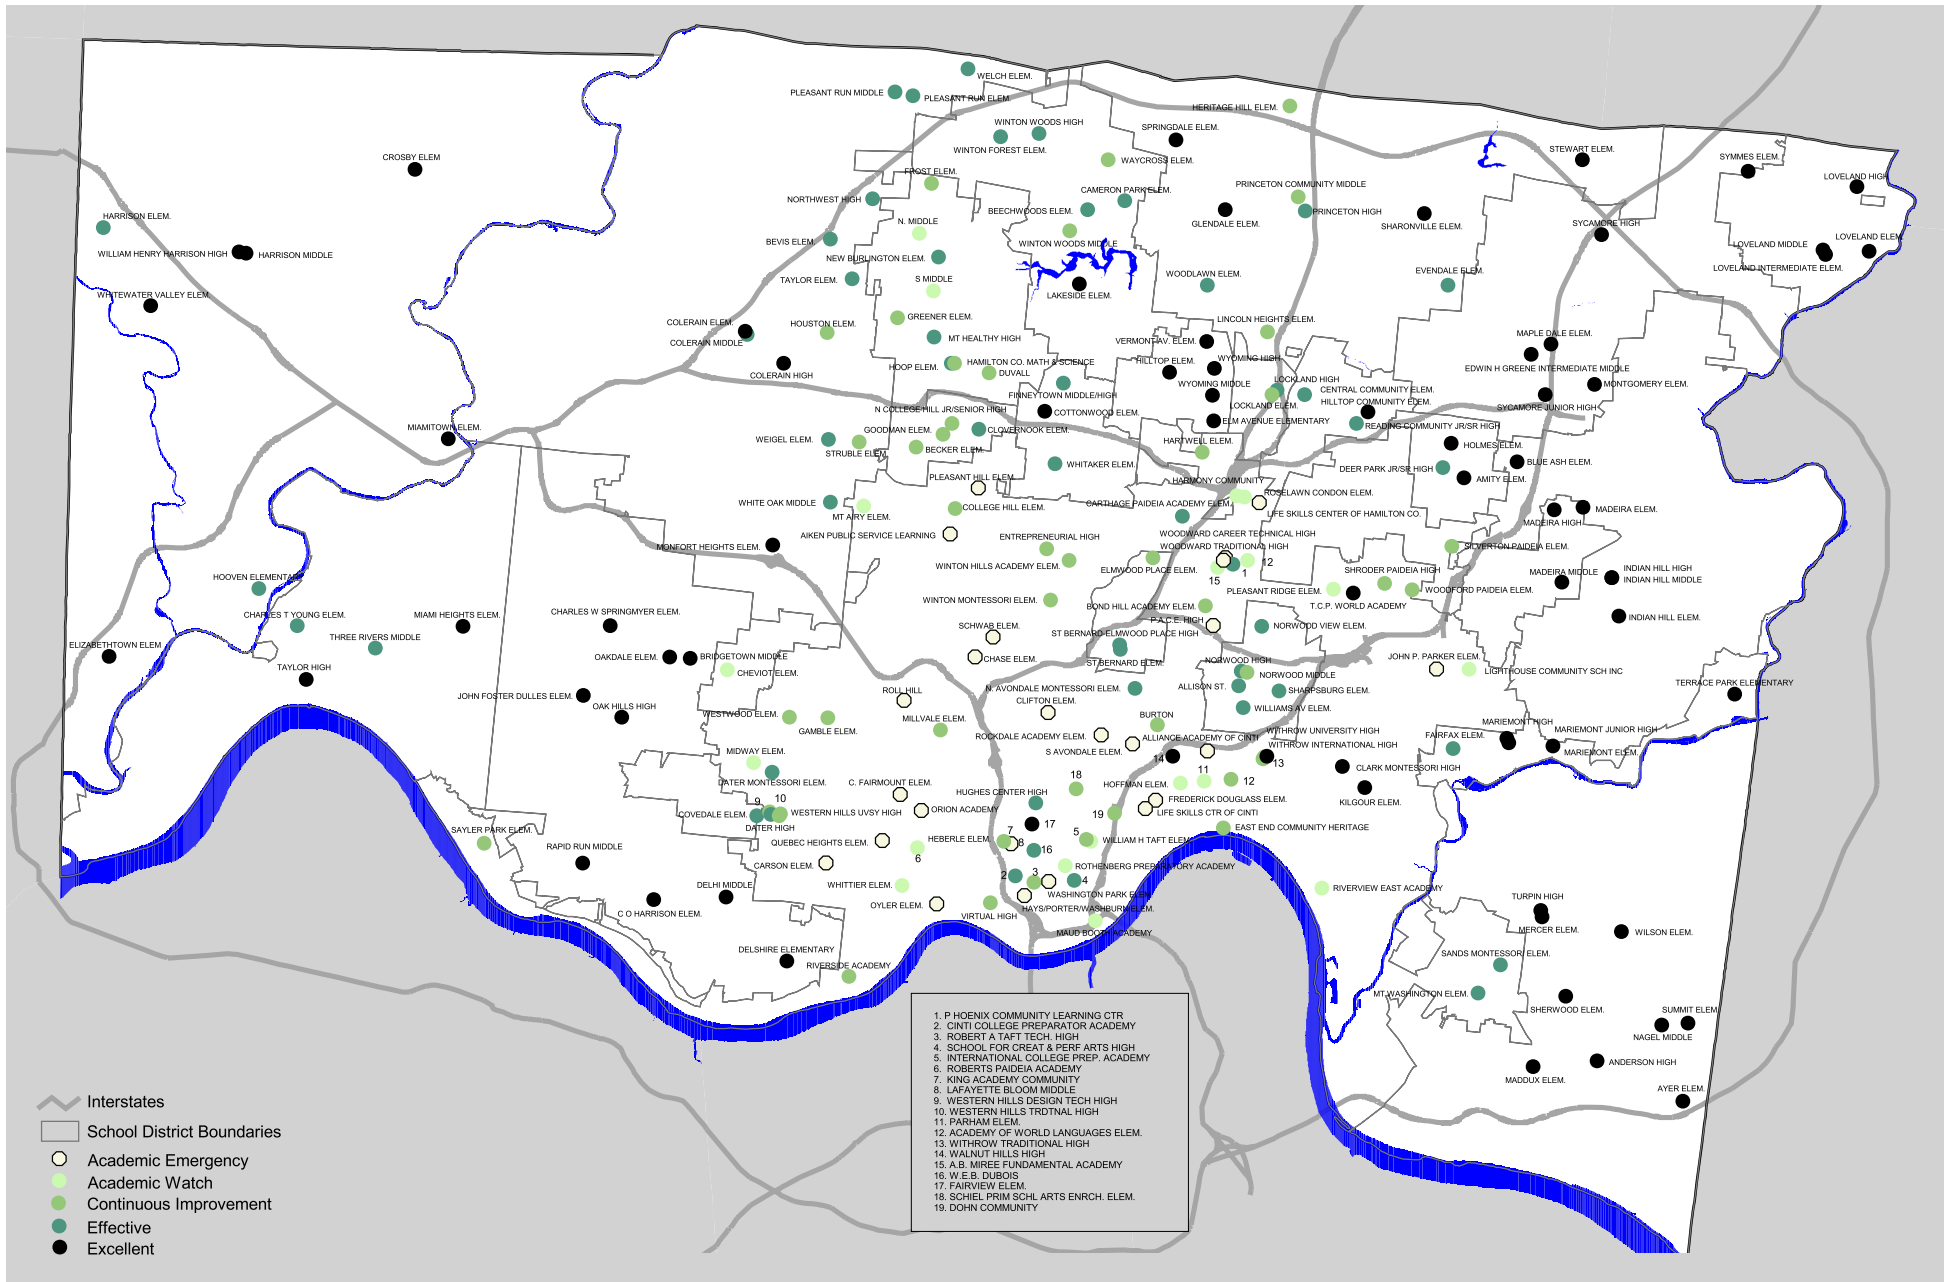 WELCH ELEM.
PLEASANT RUN MIDDLE
PLEASANT RUN ELEM.
HERITAGE HILL ELEM.
WINTON WOODS HIGH
SPRINGDALE ELEM.
WINTON FOREST ELEM.
STEWART ELEM.
CROSBY ELEM
WAYCROSS ELEM.
SYMMES ELEM.
FROST ELEM.
LOVELAND HIGH
PRINCETON COMMUNITY MIDDLE
CAMERON PARK ELEM.
NORTHWEST HIGH
BEECHWOODS ELEM.
PRINCETON HIGH
HARRISON ELEM.
N. MIDDLE
GLENDALE ELEM.
SHARONVILLE ELEM.
SYCAMORE HIGH
BEVIS ELEM.
WINTON WOODS MIDDLE
LOVELAND MIDDLE
LOVELAND ELEM.
WILLIAM HENRY HARRISON HIGH
HARRISON MIDDLE
NEW BURLINGTON ELEM.
LOVELAND INTERMEDIATE ELEM.
TAYLOR ELEM.
S MIDDLE
WOODLAWN ELEM.
EVENDALE ELEM.
WHITEWATER VALLEY ELEM.
LAKESIDE ELEM.
COLERAIN ELEM.
HOUSTON ELEM.
GREENER ELEM.
LINCOLN HEIGHTS ELEM.
COLERAIN MIDDLE
MT HEALTHY HIGH
VERMONT AV. ELEM.
MAPLE DALE ELEM.
HOOP ELEM.
HAMILTON CO. MATH & SCIENCE
HILLTOP ELEM.
WYOMING HIGH
EDWIN H GREENE INTERMEDIATE MIDDLE
COLERAIN HIGH
DUVALL
WYOMING MIDDLE
LOCKLAND HIGH
MONTGOMERY ELEM.
FINNEYTOWN MIDDLE/HIGH
CENTRAL COMMUNITY ELEM.
N COLLEGE HILL JR/SENIOR HIGH
COTTONWOOD ELEM.
LOCKLAND ELEM.
HILLTOP COMMUNITY ELEM.
SYCAMORE JUNIOR HIGH
MIAMITOWN ELEM.
GOODMAN ELEM.
CLOVERNOOK ELEM.
ELM AVENUE ELEMENTARY
READING COMMUNITY JR/SR HIGH
WEIGEL ELEM.
STRUBLE ELEM.
BECKER ELEM.
HARTWELL ELEM.
HOLMES ELEM.
WHITAKER ELEM.
DEER PARK JR/SR HIGH
BLUE ASH ELEM.
PLEASANT HILL ELEM.
HARMONY COMMUNITY
AMITY ELEM.
WHITE OAK MIDDLE
MT AIRY ELEM.
COLLEGE HILL ELEM.
CARTHAGE PAIDEIA ACADEMY ELEM.
ROSELAWN CONDON ELEM.
LIFE SKILLS CENTER OF HAMILTON CO.
MADEIRA HIGH
MADEIRA ELEM.
AIKEN PUBLIC SERVICE LEARNING
ENTREPRENEURIAL HIGH
WOODWARD CAREER TECHNICAL HIGH
MONFORT HEIGHTS ELEM.
WOODWARD TRADITIONAL HIGH
SILVERTON PAIDEIA ELEM.
WINTON HILLS ACADEMY ELEM.
ELMWOOD PLACE ELEM.
15
1
12
SHRODER PAIDEIA HIGH
MADEIRA MIDDLE
INDIAN HILL HIGH
INDIAN HILL MIDDLE
HOOVEN ELEMENTARY
PLEASANT RIDGE ELEM.
WOODFORD PAIDEIA ELEM.
WINTON MONTESSORI ELEM.
BOND HILL ACADEMY ELEM.
T.C.P. WORLD ACADEMY
CHARLES T YOUNG ELEM.
MIAMI HEIGHTS ELEM.
CHARLES W SPRINGMYER ELEM.
SCHWAB ELEM.
P.A.C.E. HIGH
NORWOOD VIEW ELEM.
INDIAN HILL ELEM.
THREE RIVERS MIDDLE
ST BERNARD-ELMWOOD PLACE HIGH
ELIZABETHTOWN ELEM
OAKDALE ELEM.
BRIDGETOWN MIDDLE
CHASE ELEM.
ST BERNARD ELEM.
NORWOOD HIGH
JOHN P. PARKER ELEM.
TAYLOR HIGH
CHEVIOT ELEM.
NORWOOD MIDDLE
LIGHTHOUSE COMMUNITY SCH INC
JOHN FOSTER DULLES ELEM.
ROLL HILL
N. AVONDALE MONTESSORI ELEM.
ALLISON ST.
SHARPSBURG ELEM.
TERRACE PARK ELEMENTARY
OAK HILLS HIGH
CLIFTON ELEM.
WESTWOOD ELEM.
MILLVALE ELEM.
BURTON
WILLIAMS AV ELEM.
GAMBLE ELEM.
ROCKDALE ACADEMY ELEM.
ALLIANCE ACADEMY OF CINTI
WITHROW UNIVERSITY HIGH
FAIRFAX ELEM.
MARIEMONT HIGH
MARIEMONT JUNIOR HIGH
MIDWAY ELEM.
S AVONDALE ELEM.
WITHROW INTERNATIONAL HIGH
MARIEMONT ELEM.
14
13
DATER MONTESSORI ELEM.
C. FAIRMOUNT ELEM.
18
HOFFMAN ELEM.
11
12
CLARK MONTESSORI HIGH
HUGHES CENTER HIGH
FREDERICK DOUGLASS ELEM.
KILGOUR ELEM.
9
10
COVEDALE ELEM.
WESTERN HILLS UVSY HIGH
ORION ACADEMY
19
LIFE SKILLS CTR OF CINTI
DATER HIGH
17
EAST END COMMUNITY HERITAGE
SAYLER PARK ELEM.
QUEBEC HEIGHTS ELEM.
HEBERLE ELEM.
7
8
5
WILLIAM H TAFT ELEM.
RAPID RUN MIDDLE
6
16
CARSON ELEM.
ROTHENBERG PREPARATORY ACADEMY
DELHI MIDDLE
WHITTIER ELEM.
2
3
4
RIVERVIEW EAST ACADEMY
WASHINGTON PARK ELEM.
TURPIN HIGH
C O HARRISON ELEM.
OYLER ELEM.
VIRTUAL HIGH
HAYS/PORTER/WASHBURN ELEM.
MERCER ELEM.
WILSON ELEM.
MAUD BOOTH ACADEMY
DELSHIRE ELEMENTARY
SANDS MONTESSORI ELEM.
RIVERSIDE ACADEMY
MT WASHINGTON ELEM.
SHERWOOD ELEM.
SUMMIT ELEM.
NAGEL MIDDLE
ANDERSON HIGH
MADDUX ELEM.
AYER ELEM.
1. P HOENIX COMMUNITY LEARNING CTR
2. CINTI COLLEGE PREPARATOR ACADEMY
3. ROBERT A TAFT TECH. HIGH
4. SCHOOL FOR CREAT & PERF ARTS HIGH
5. INTERNATIONAL COLLEGE PREP. ACADEMY
6. ROBERTS PAIDEIA ACADEMY
7. KING ACADEMY COMMUNITY
8. LAFAYETTE BLOOM MIDDLE
9. WESTERN HILLS DESIGN TECH HIGH
10. WESTERN HILLS TRDTNAL HIGH
11. PARHAM ELEM.
12. ACADEMY OF WORLD LANGUAGES ELEM.
13. WITHROW TRADITIONAL HIGH
14. WALNUT HILLS HIGH
15. A.B. MIREE FUNDAMENTAL ACADEMY
16. W.E.B. DUBOIS
17. FAIRVIEW ELEM.
18. SCHIEL PRIM SCHL ARTS ENRCH. ELEM.
19. DOHN COMMUNITY
Interstates
School District Boundaries
Academic Emergency
Academic Watch
Continuous Improvement
Effective
Excellent